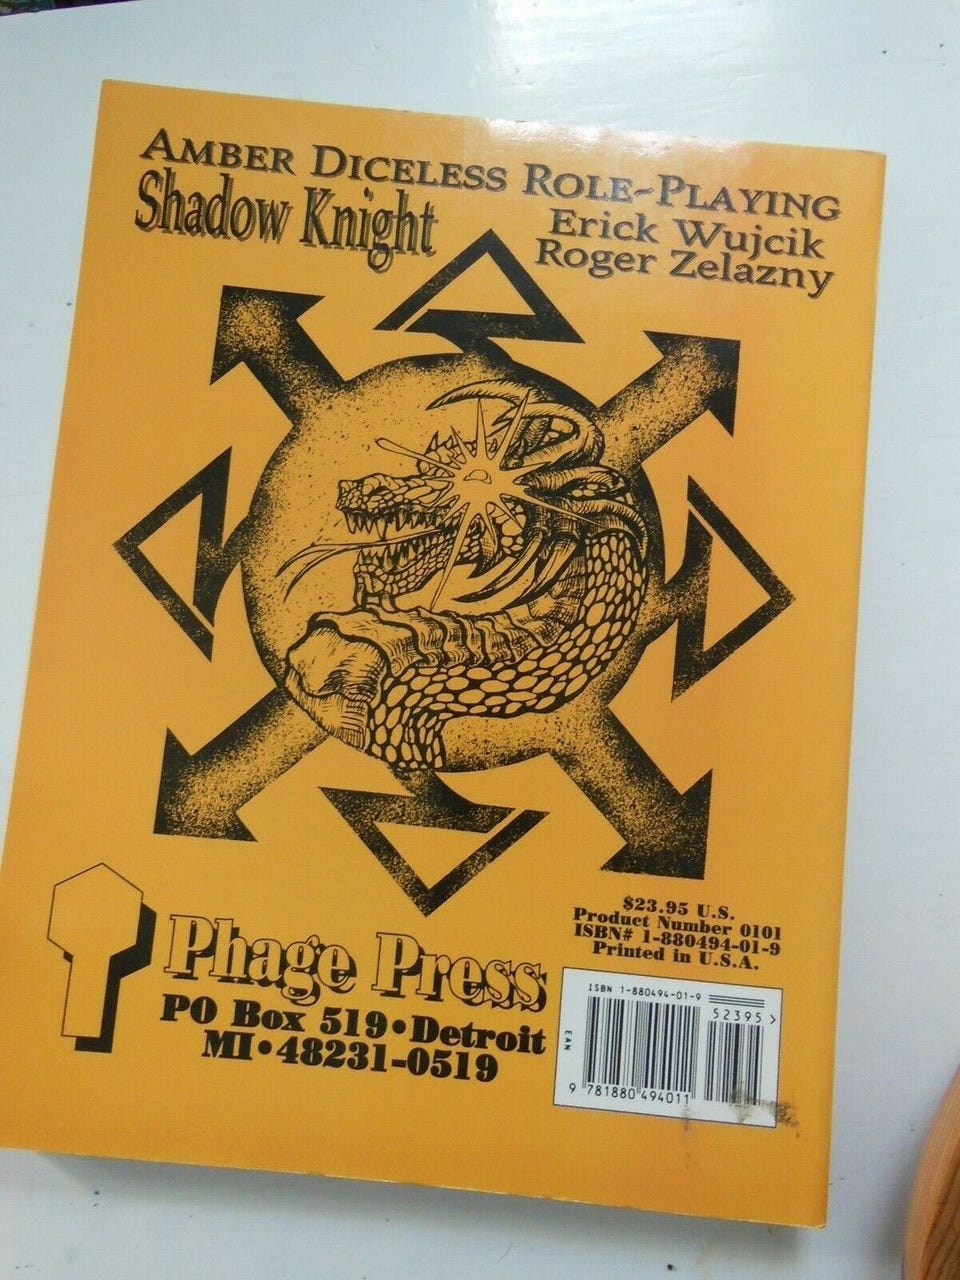 AMBER DICELESS ROLE-PLAYING
Shadow Knight
Erick Wujcik
Roger Zelazny
$23.95 U.S.
Product Number 0101
ISBN# 1-880494-01-9
Printed in U.S.A.
Phage Press
PO Box 519•Detroit
MI•48231-0519
ISBN 1-880494-01-9
52395>
EAN
9 781880 494011